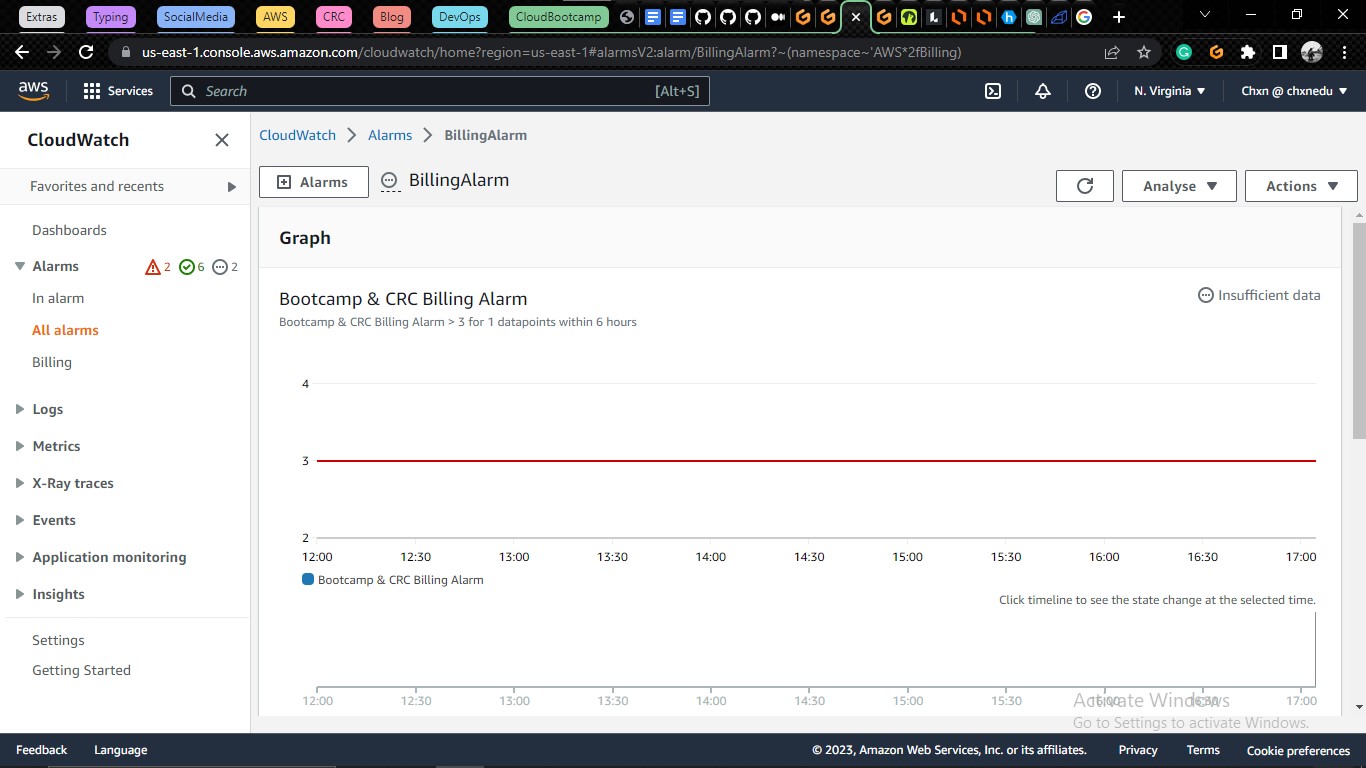 Extras Typing SocialMedia AWS CRC Blog DevOps CloudBootcamp
us-east-1.console.aws.amazon.com/cloudwatch/home?region=us-east-1#alarmsV2:alarm/BillingAlarm?~(namespace~'AWS*2fBilling)
aws Services Search [Alt+S] N. Virginia Chxn @ chxnedu
CloudWatch
Favorites and recents
Dashboards
Alarms 2 6 2
In alarm
All alarms
Billing
Logs
Metrics
X-Ray traces
Events
Application monitoring
Insights
Settings
Getting Started
CloudWatch Alarms BillingAlarm
Alarms BillingAlarm Analyse Actions
Graph
Bootcamp & CRC Billing Alarm Insufficient data
Bootcamp & CRC Billing Alarm > 3 for 1 datapoints within 6 hours
4
3
2
12:00 12:30 13:00 13:30 14:00 14:30 15:00 15:30 16:00 16:30 17:00
Bootcamp & CRC Billing Alarm
Click timeline to see the state change at the selected time.
12:00 12:30 13:00 13:30 14:00 14:30 15:00 15:30 16:00 16:30 17:00
Activate Windows
Go to Settings to activate Windows.
Feedback Language © 2023, Amazon Web Services, Inc. or its affiliates. Privacy Terms Cookie preferences